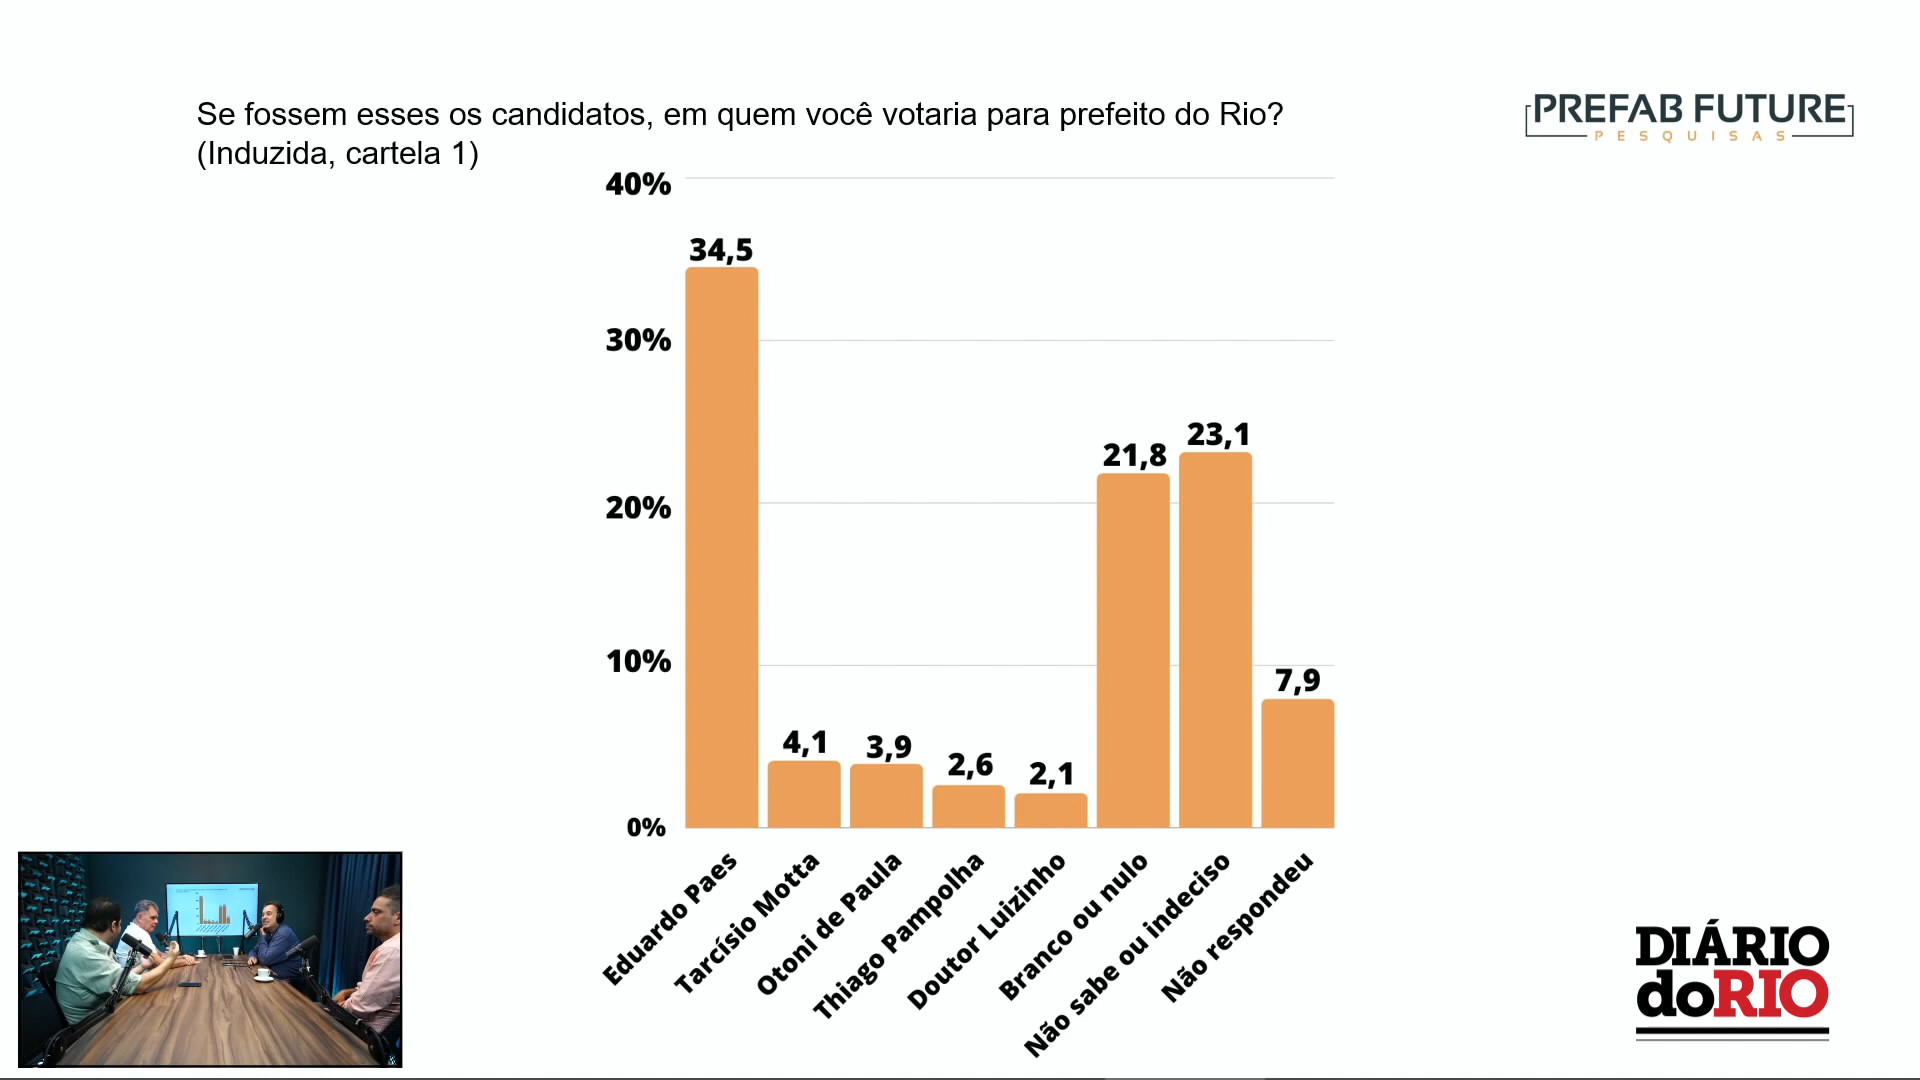 Se fossem esses os candidatos, em quem você votaria para prefeito do Rio?
(Induzida, cartela 1)
PREFAB FUTURE
PESQUISAS
40%
30%
20%
10%
0%
34,5
4,1
3,9
2,6
2,1
21,8
23,1
7,9
Eduardo Paes
Tarcísio Motta
Otoni de Paula
Thiago Pampolha
Doutor Luizinho
Branco ou nulo
Não sabe ou indeciso
Não respondeu
DIÁRIO
doRIO